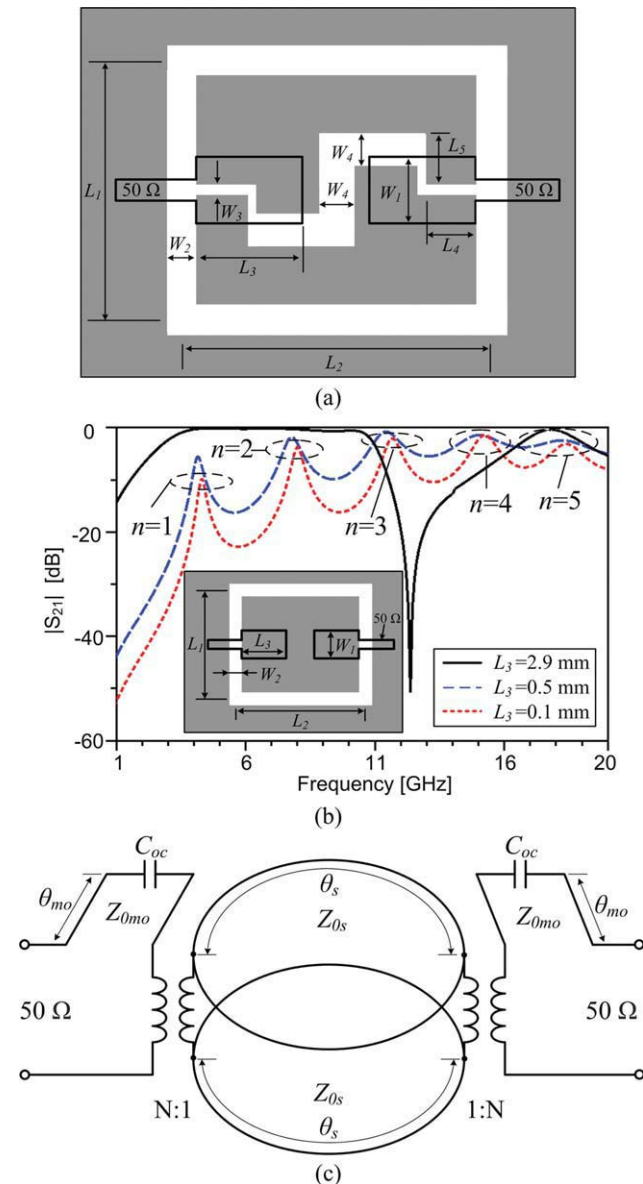 L1
50 Ω
W3
W2
L3
W4
W4
W1
L5
L4
50 Ω
L2
(a)
0
-20
-40
-60
|S21| [dB]
n=1
n=2
n=3
n=4
n=5
L1
L3
W1
50 Ω
W2
L2
L3=2.9 mm
L3=0.5 mm
L3=0.1 mm
1
6
11
16
20
Frequency [GHz]
(b)
Coc
θmo
Z0mo
50 Ω
N:1
θs
Z0s
Z0s
θs
Coc
Z0mo
θmo
50 Ω
1:N
(c)